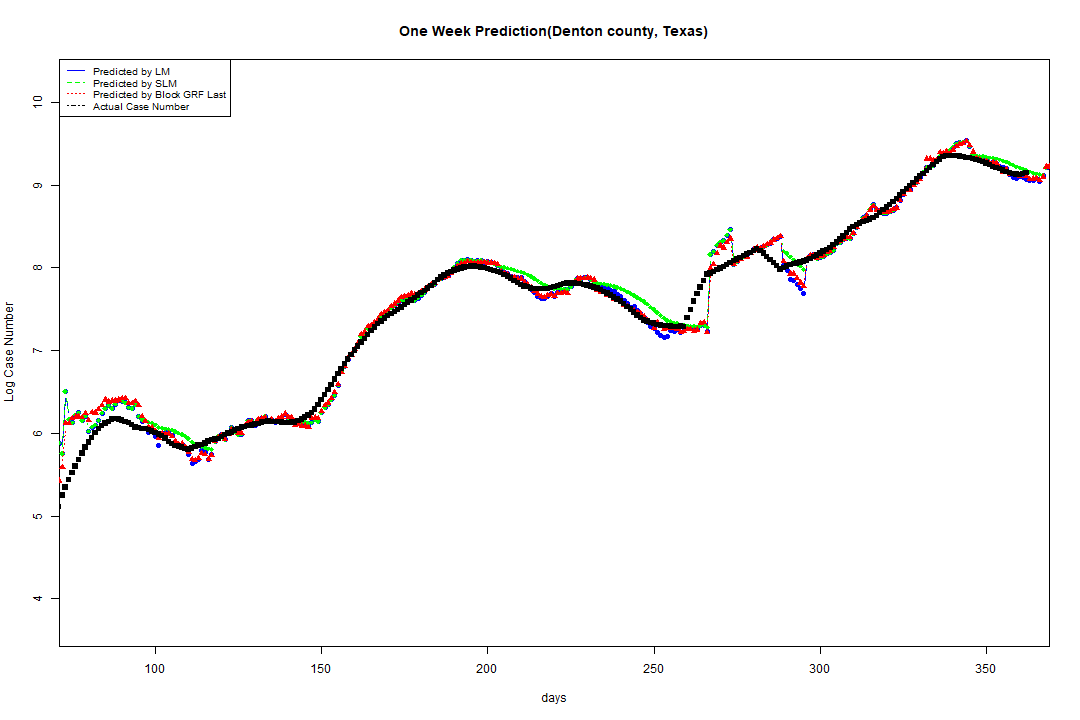 One Week Prediction(Denton county, Texas)
Predicted by LM
Predicted by SLM
Predicted by Block GRF Last
Actual Case Number
10
9
8
7
6
5
4
Log Case Number
100 150 200 250 300 350
days